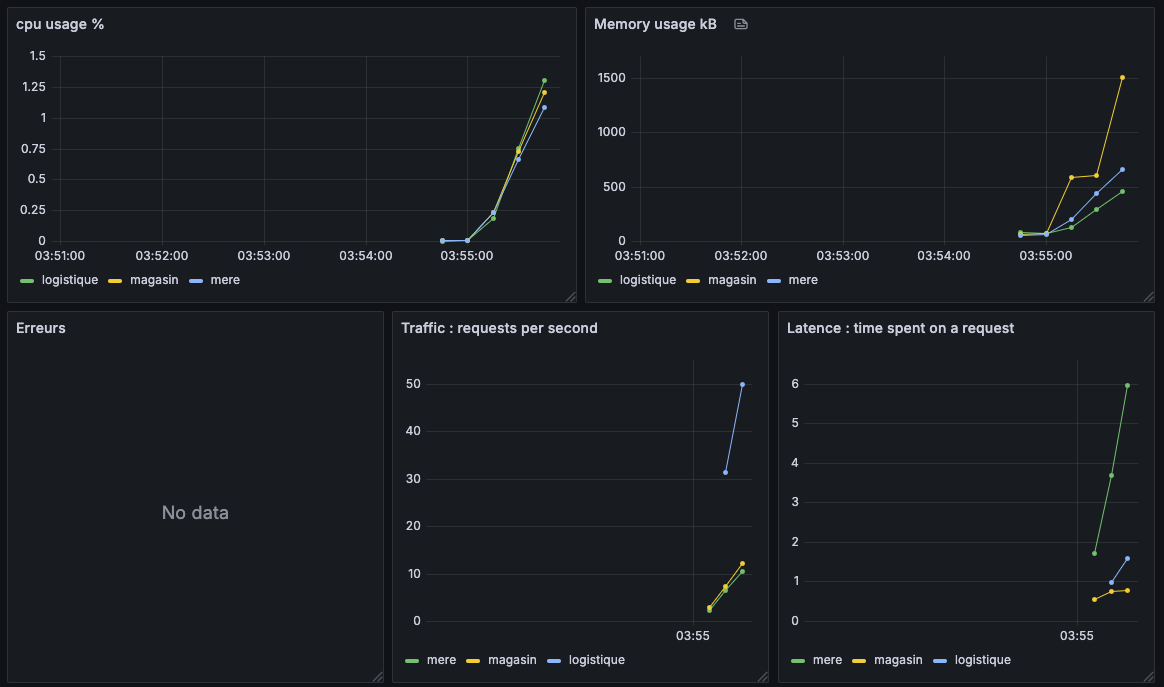 cpu usage %
1.5
1.25
1
0.75
0.5
0.25
0
03:51:00 03:52:00 03:53:00 03:54:00 03:55:00
logistique magasin mere
Memory usage kB
1500
1000
500
0
03:51:00 03:52:00 03:53:00 03:54:00 03:55:00
logistique magasin mere
Erreurs
No data
Traffic : requests per second
50
40
30
20
10
0
03:55
mere magasin logistique
Latence : time spent on a request
6
5
4
3
2
1
0
03:55
mere magasin logistique